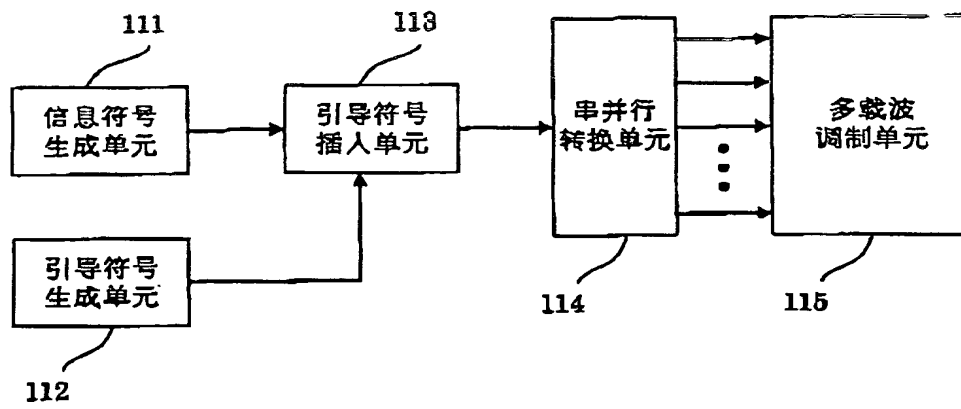 111
113
信息符号
生成单元
引导符号
插入单元
串并行
转换单元
多载波
调制单元
引导符号
生成单元
114
115
112